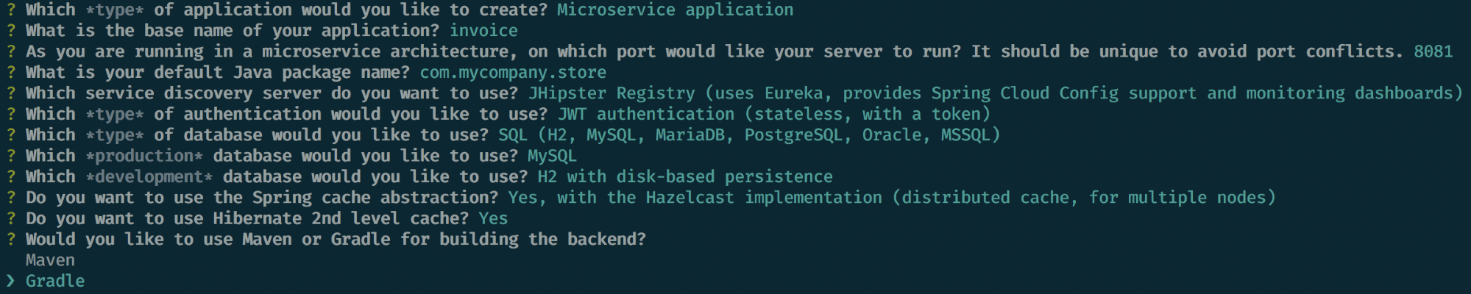 ? Which *type* of application would you like to create? Microservice application
? What is the base name of your application? invoice
? As you are running in a microservice architecture, on which port would like your server to run? It should be unique to avoid port conflicts. 8081
? What is your default Java package name? com.mycompany.store
? Which service discovery server do you want to use? JHipster Registry (uses Eureka, provides Spring Cloud Config support and monitoring dashboards)
? Which *type* of authentication would you like to use? JWT authentication (stateless, with a token)
? Which *type* of database would you like to use? SQL (H2, MySQL, MariaDB, PostgreSQL, Oracle, MSSQL)
? Which *production* database would you like to use? MySQL
? Which *development* database would you like to use? H2 with disk-based persistence
? Do you want to use the Spring cache abstraction? Yes, with the Hazelcast implementation (distributed cache, for multiple nodes)
? Do you want to use Hibernate 2nd level cache? Yes
? Would you like to use Maven or Gradle for building the backend?
Maven
❯ Gradle